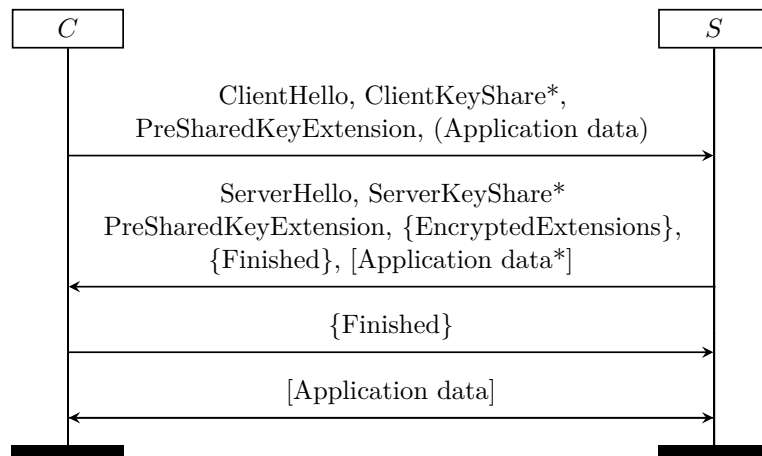 C
S
ClientHello, ClientKeyShare*,
PreSharedKeyExtension, (Application data)
ServerHello, ServerKeyShare*
PreSharedKeyExtension, {EncryptedExtensions},
{Finished}, [Application data*]
{Finished}
[Application data]